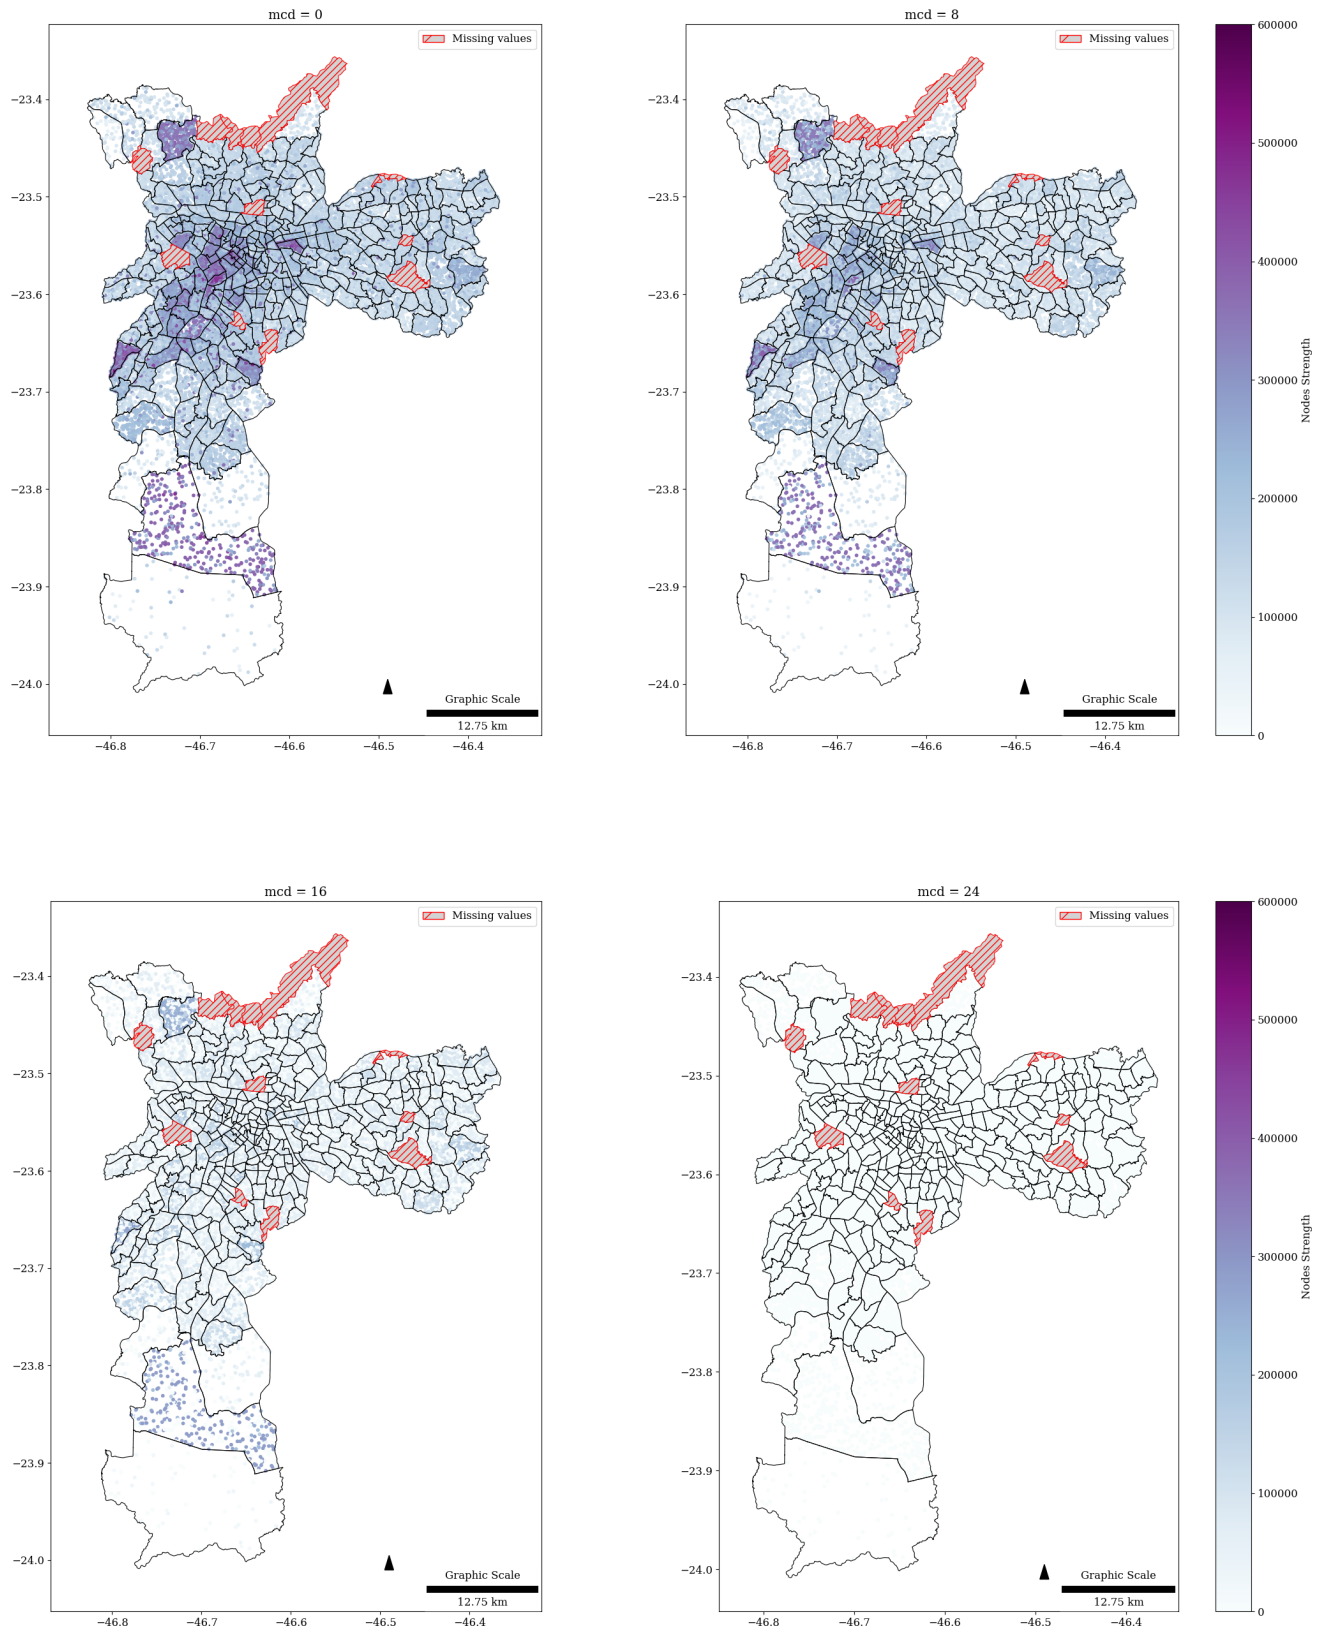 mcd = 0
Missing values
−23.4
−23.5
−23.6
−23.7
−23.8
−23.9
−24.0
Graphic Scale
12.75 km
−46.8 −46.7 −46.6 −46.5 −46.4
mcd = 8
Missing values
−23.4
−23.5
−23.6
−23.7
−23.8
−23.9
−24.0
Graphic Scale
12.75 km
−46.8 −46.7 −46.6 −46.5 −46.4
600000
500000
400000
300000
200000
100000
0
Nodes Strength
mcd = 16
Missing values
−23.4
−23.5
−23.6
−23.7
−23.8
−23.9
−24.0
Graphic Scale
12.75 km
−46.8 −46.7 −46.6 −46.5 −46.4
mcd = 24
Missing values
−23.4
−23.5
−23.6
−23.7
−23.8
−23.9
−24.0
Graphic Scale
12.75 km
−46.8 −46.7 −46.6 −46.5 −46.4
600000
500000
400000
300000
200000
100000
0
Nodes Strength